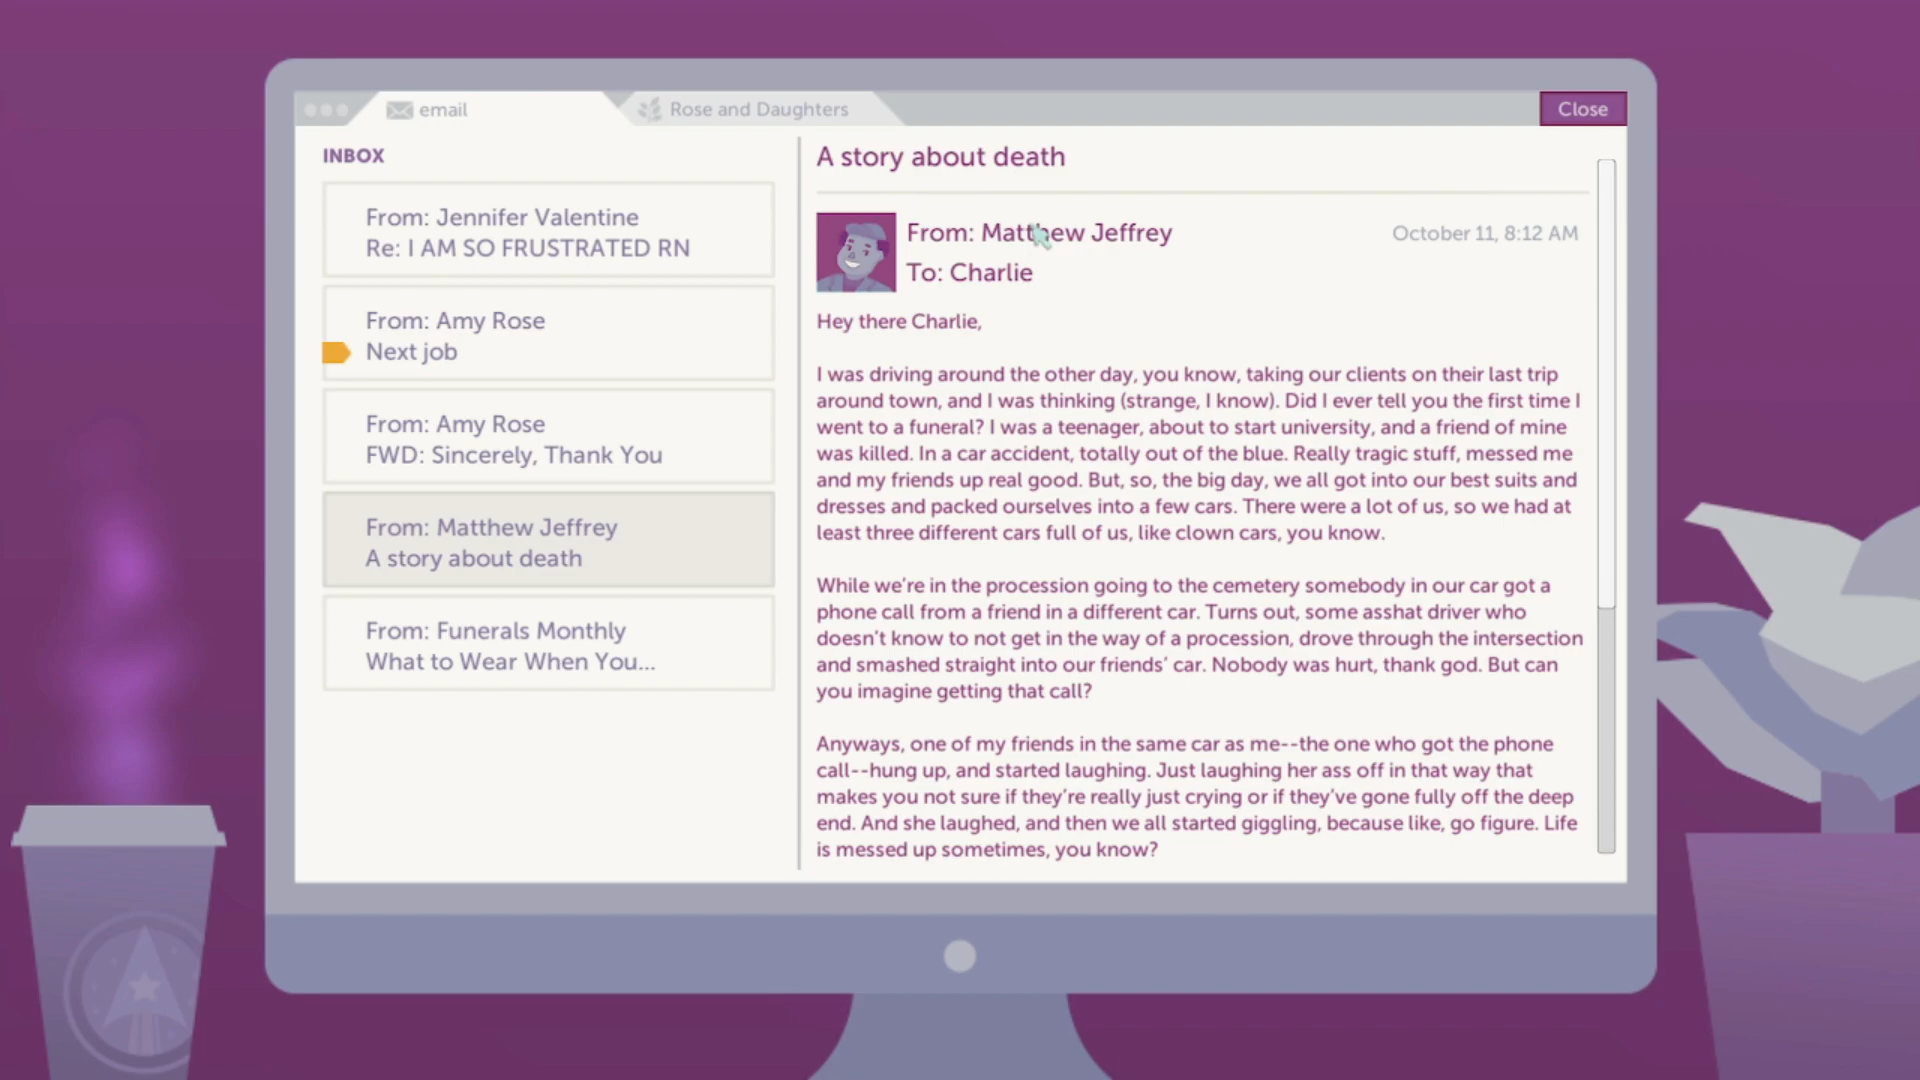 email
Rose and Daughters
Close
INBOX
From: Jennifer Valentine
Re: I AM SO FRUSTRATED RN
From: Amy Rose
Next job
From: Amy Rose
FWD: Sincerely, Thank You
From: Matthew Jeffrey
A story about death
From: Funerals Monthly
What to Wear When You...
A story about death
From: Matthew Jeffrey
October 11, 8:12 AM
To: Charlie
Hey there Charlie,
I was driving around the other day, you know, taking our clients on their last trip
around town, and I was thinking (strange, I know). Did I ever tell you the first time I
went to a funeral? I was a teenager, about to start university, and a friend of mine
was killed. In a car accident, totally out of the blue. Really tragic stuff, messed me
and my friends up real good. But, so, the big day, we all got into our best suits and
dresses and packed ourselves into a few cars. There were a lot of us, so we had at
least three different cars full of us, like clown cars, you know.
While we're in the procession going to the cemetery somebody in our car got a
phone call from a friend in a different car. Turns out, some asshat driver who
doesn't know to not get in the way of a procession, drove through the intersection
and smashed straight into our friends' car. Nobody was hurt, thank god. But can
you imagine getting that call?
Anyways, one of my friends in the same car as me--the one who got the phone
call--hung up, and started laughing. Just laughing her ass off in that way that
makes you not sure if they're really just crying or if they've gone fully off the deep
end. And she laughed, and then we all started giggling, because like, go figure. Life
is messed up sometimes, you know?